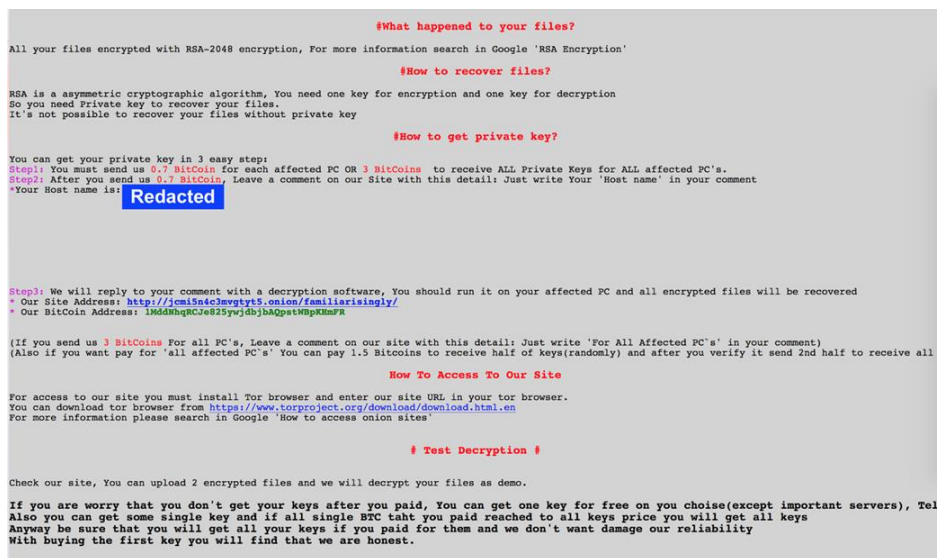 #What happened to your files?
All your files encrypted with RSA-2048 encryption, For more information search in Google 'RSA Encryption'
#How to recover files?
RSA is a asymmetric cryptographic algorithm, You need one key for encryption and one key for decryption
So you need Private key to recover your files.
It's not possible to recover your files without private key
#How to get private key?
You can get your private key in 3 easy step:
Step1: You must send us 0.7 BitCoin for each affected PC OR 3 BitCoins to receive ALL Private Keys for ALL affected PC's.
Step2: After you send us 0.7 BitCoin, Leave a comment on our Site with this detail: Just write Your 'Host name' in your comment
*Your Host name is:
Redacted
Step3: We will reply to your comment with a decryption software, You should run it on your affected PC and all encrypted files will be recovered
* Our Site Address: http://jcmi5n4c3mvgtyt5.onion/familiarisingly/
* Our BitCoin Address: 1MddNhqRCJe825ywjdbjbAQpstWBpKHmFR
(If you send us 3 BitCoins For all PC's, Leave a comment on our site with this detail: Just write 'For All Affected PC`s' in your comment)
(Also if you want pay for 'all affected PC`s' You can pay 1.5 Bitcoins to receive half of keys(randomly) and after you verify it send 2nd half to receive all
How To Access To Our Site
For access to our site you must install Tor browser and enter our site URL in your tor browser.
You can download tor browser from https://www.torproject.org/download/download.html.en
For more information please search in Google 'How to access onion sites'
# Test Decryption #
Check our site, You can upload 2 encrypted files and we will decrypt your files as demo.
If you are worry that you don't get your keys after you paid, You can get one key for free on you choise(except important servers), Tel
Also you can get some single key and if all single BTC taht you paid reached to all keys price you will get all keys
Anyway be sure that you will get all your keys if you paid for them and we don't want damage our reliability
With buying the first key you will find that we are honest.